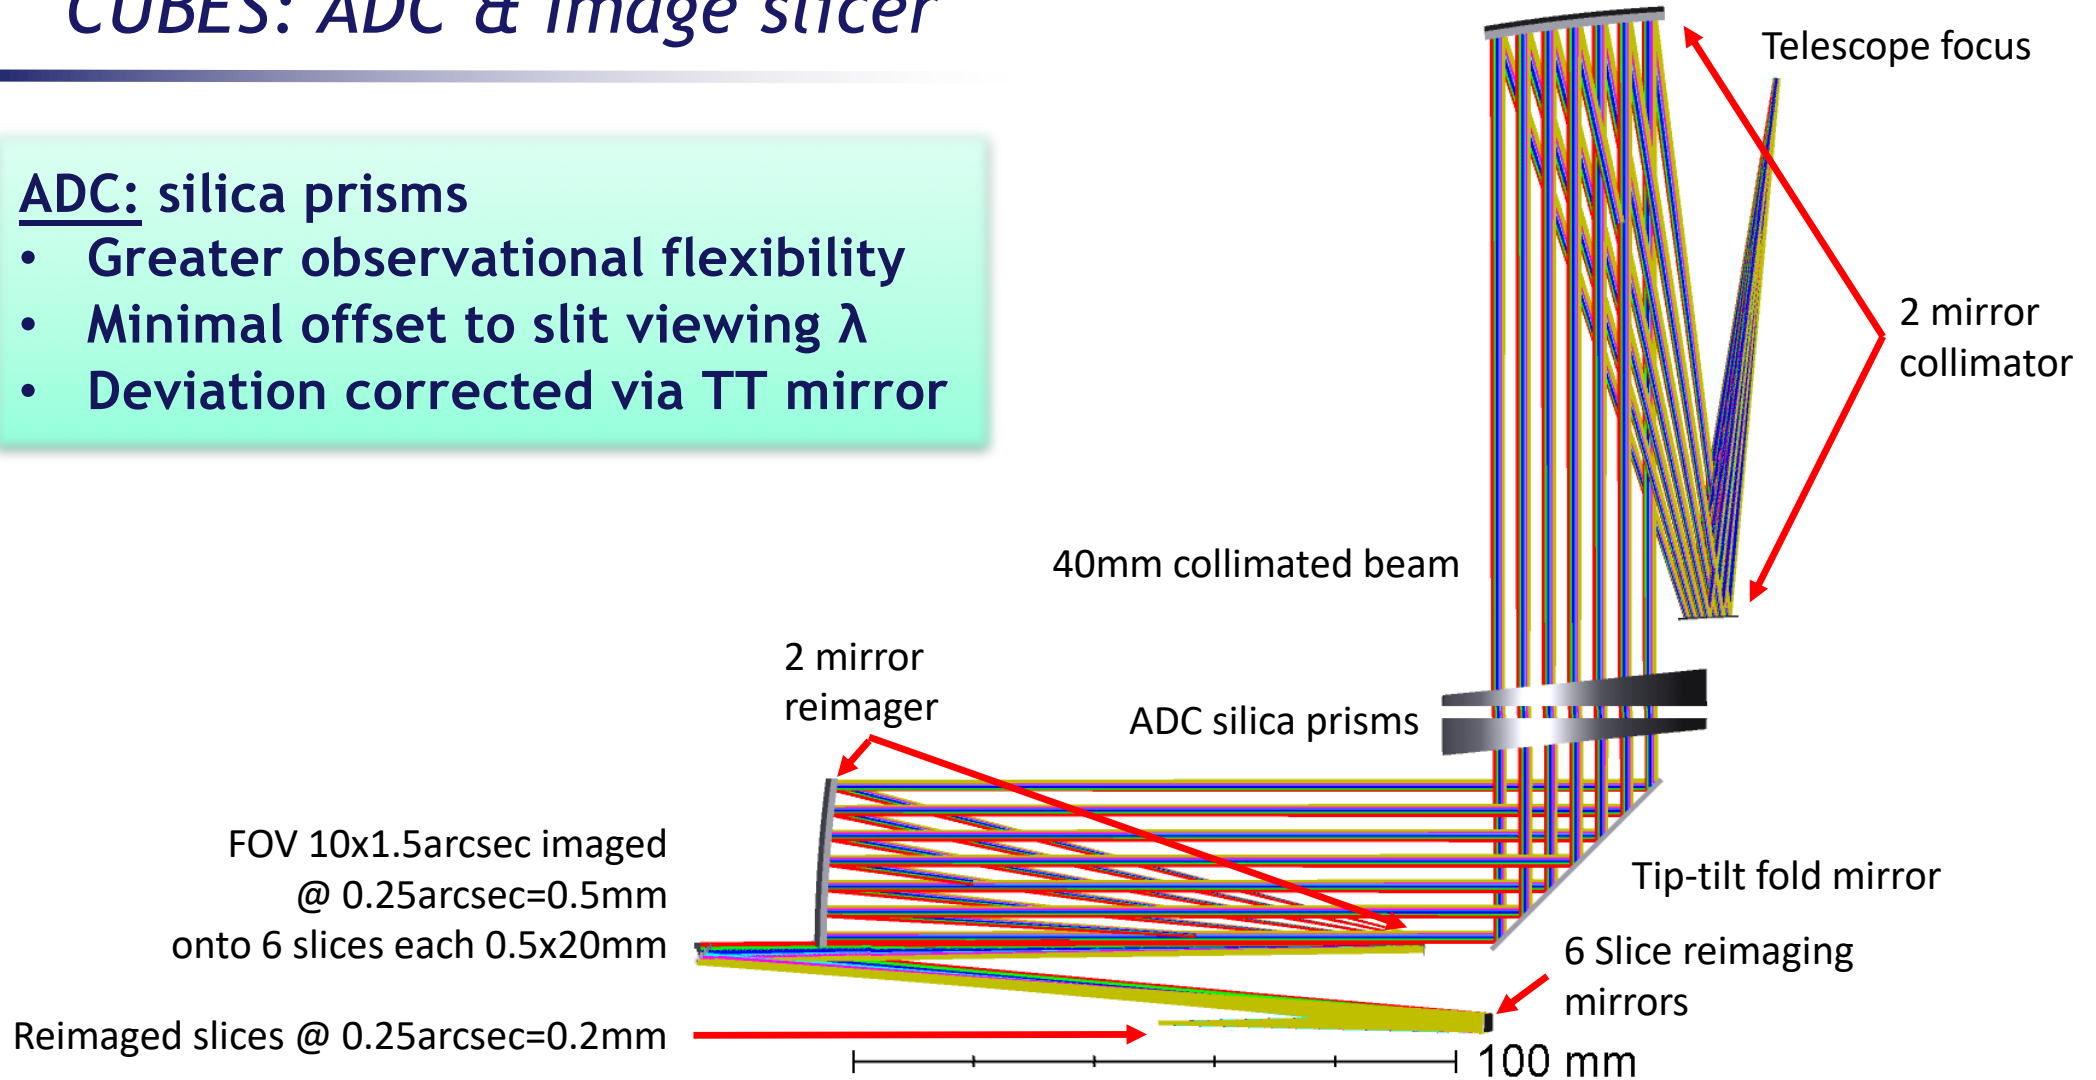 CUBES: ADC & Image slicer
Telescope focus
ADC: silica prisms
• Greater observational flexibility
• Minimal offset to slit viewing λ
• Deviation corrected via TT mirror
2 mirror
collimator
40mm collimated beam
2 mirror
reimager
ADC silica prisms
FOV 10x1.5arcsec imaged
@ 0.25arcsec=0.5mm
onto 6 slices each 0.5x20mm
Tip-tilt fold mirror
6 Slice reimaging
mirrors
Reimaged slices @ 0.25arcsec=0.2mm
100 mm